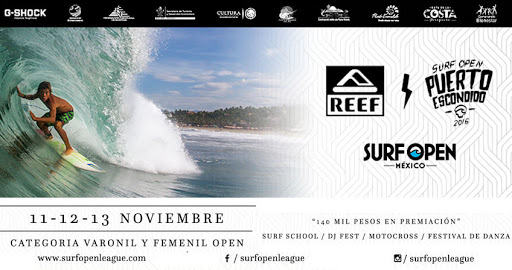 G-SHOCK
CULTURA
COSTA
REEF
SURF OPEN
PUERTO
ESCONDIDO
2016
SURF OPEN
MÉXICO
11-12-13 NOVIEMBRE
CATEGORIA VARONIL Y FEMENIL OPEN
"140 MIL PESOS EN PREMIACIÓN"
SURF SCHOOL / DJ FEST / MOTOCROSS / FESTIVAL DE DANZA
www.surfopenleague.com
/ surfopenleague
/ surfopenleague